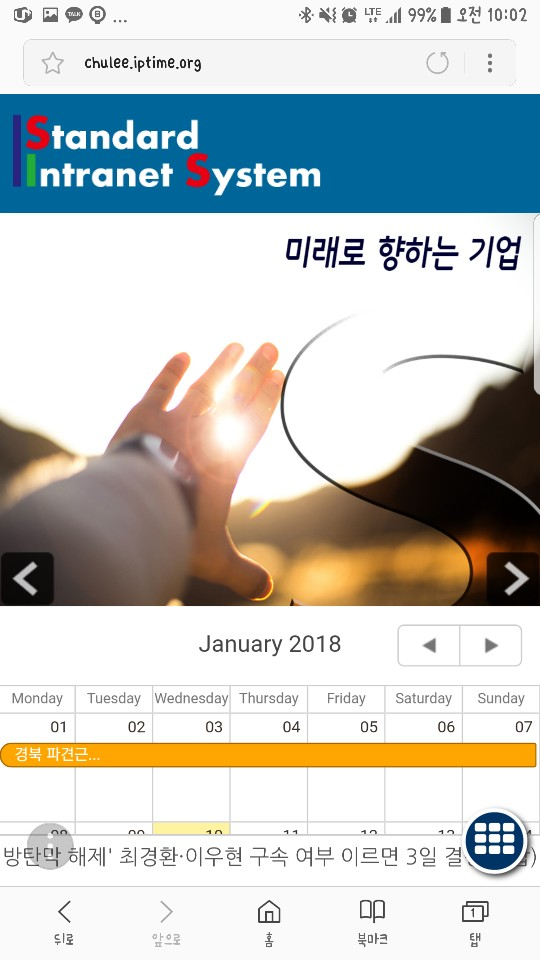 TALK B ... LTE 99% 오전 10:02
chulee.iptime.org
Standard
Intranet System
미래로 향하는 기업
January 2018
Monday Tuesday Wednesday Thursday Friday Saturday Sunday
01 02 03 04 05 06 07
경북 파견근...
08 09 10 11 12 13
방탄막 해제' 최경환·이우현 구속 여부 이르면 3일 결
뒤로 앞으로 홈 북마크 1 탭